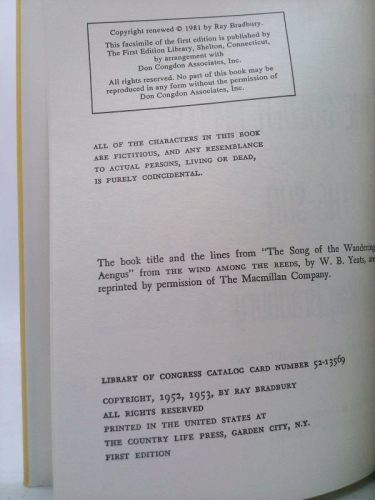 Copyright renewed © 1981 by Ray Bradbury.
This facsimile of the first edition is published by
The First Edition Library, Shelton, Connecticut,
by arrangement with
Don Congdon Associates, Inc.
All rights reserved. No part of this book may be
reproduced in any form without the permission of
Don Congdon Associates, Inc.
ALL OF THE CHARACTERS IN THIS BOOK
ARE FICTITIOUS, AND ANY RESEMBLANCE
TO ACTUAL PERSONS, LIVING OR DEAD,
IS PURELY COINCIDENTAL.
The book title and the lines from "The Song of the Wandering
Aengus" from THE WIND AMONG THE REEDS, by W. B. Yeats, are
reprinted by permission of The Macmillan Company.
LIBRARY OF CONGRESS CATALOG CARD NUMBER 52-13569
COPYRIGHT, 1952, 1953, BY RAY BRADBURY
ALL RIGHTS RESERVED
PRINTED IN THE UNITED STATES AT
THE COUNTRY LIFE PRESS, GARDEN CITY, N.Y.
FIRST EDITION